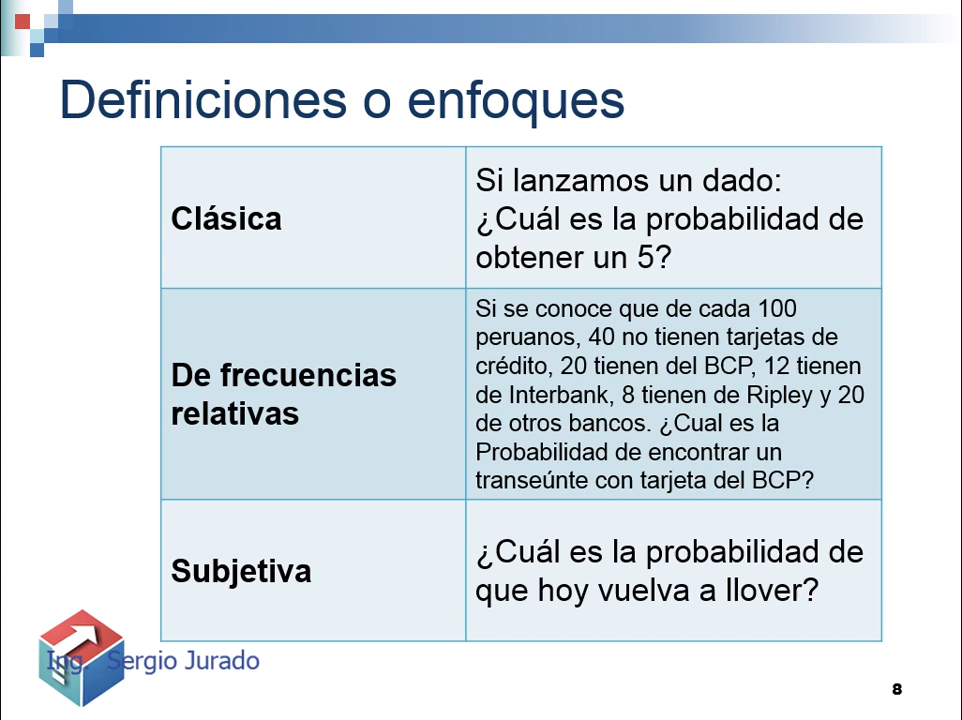 Definiciones o enfoques
Clásica
Si lanzamos un dado:
¿Cuál es la probabilidad de
obtener un 5?
De frecuencias
relativas
Si se conoce que de cada 100
peruanos, 40 no tienen tarjetas de
crédito, 20 tienen del BCP, 12 tienen
de Interbank, 8 tienen de Ripley y 20
de otros bancos. ¿Cual es la
Probabilidad de encontrar un
transeúnte con tarjeta del BCP?
Subjetiva
¿Cuál es la probabilidad de
que hoy vuelva a llover?
Ing. Sergio Jurado
8